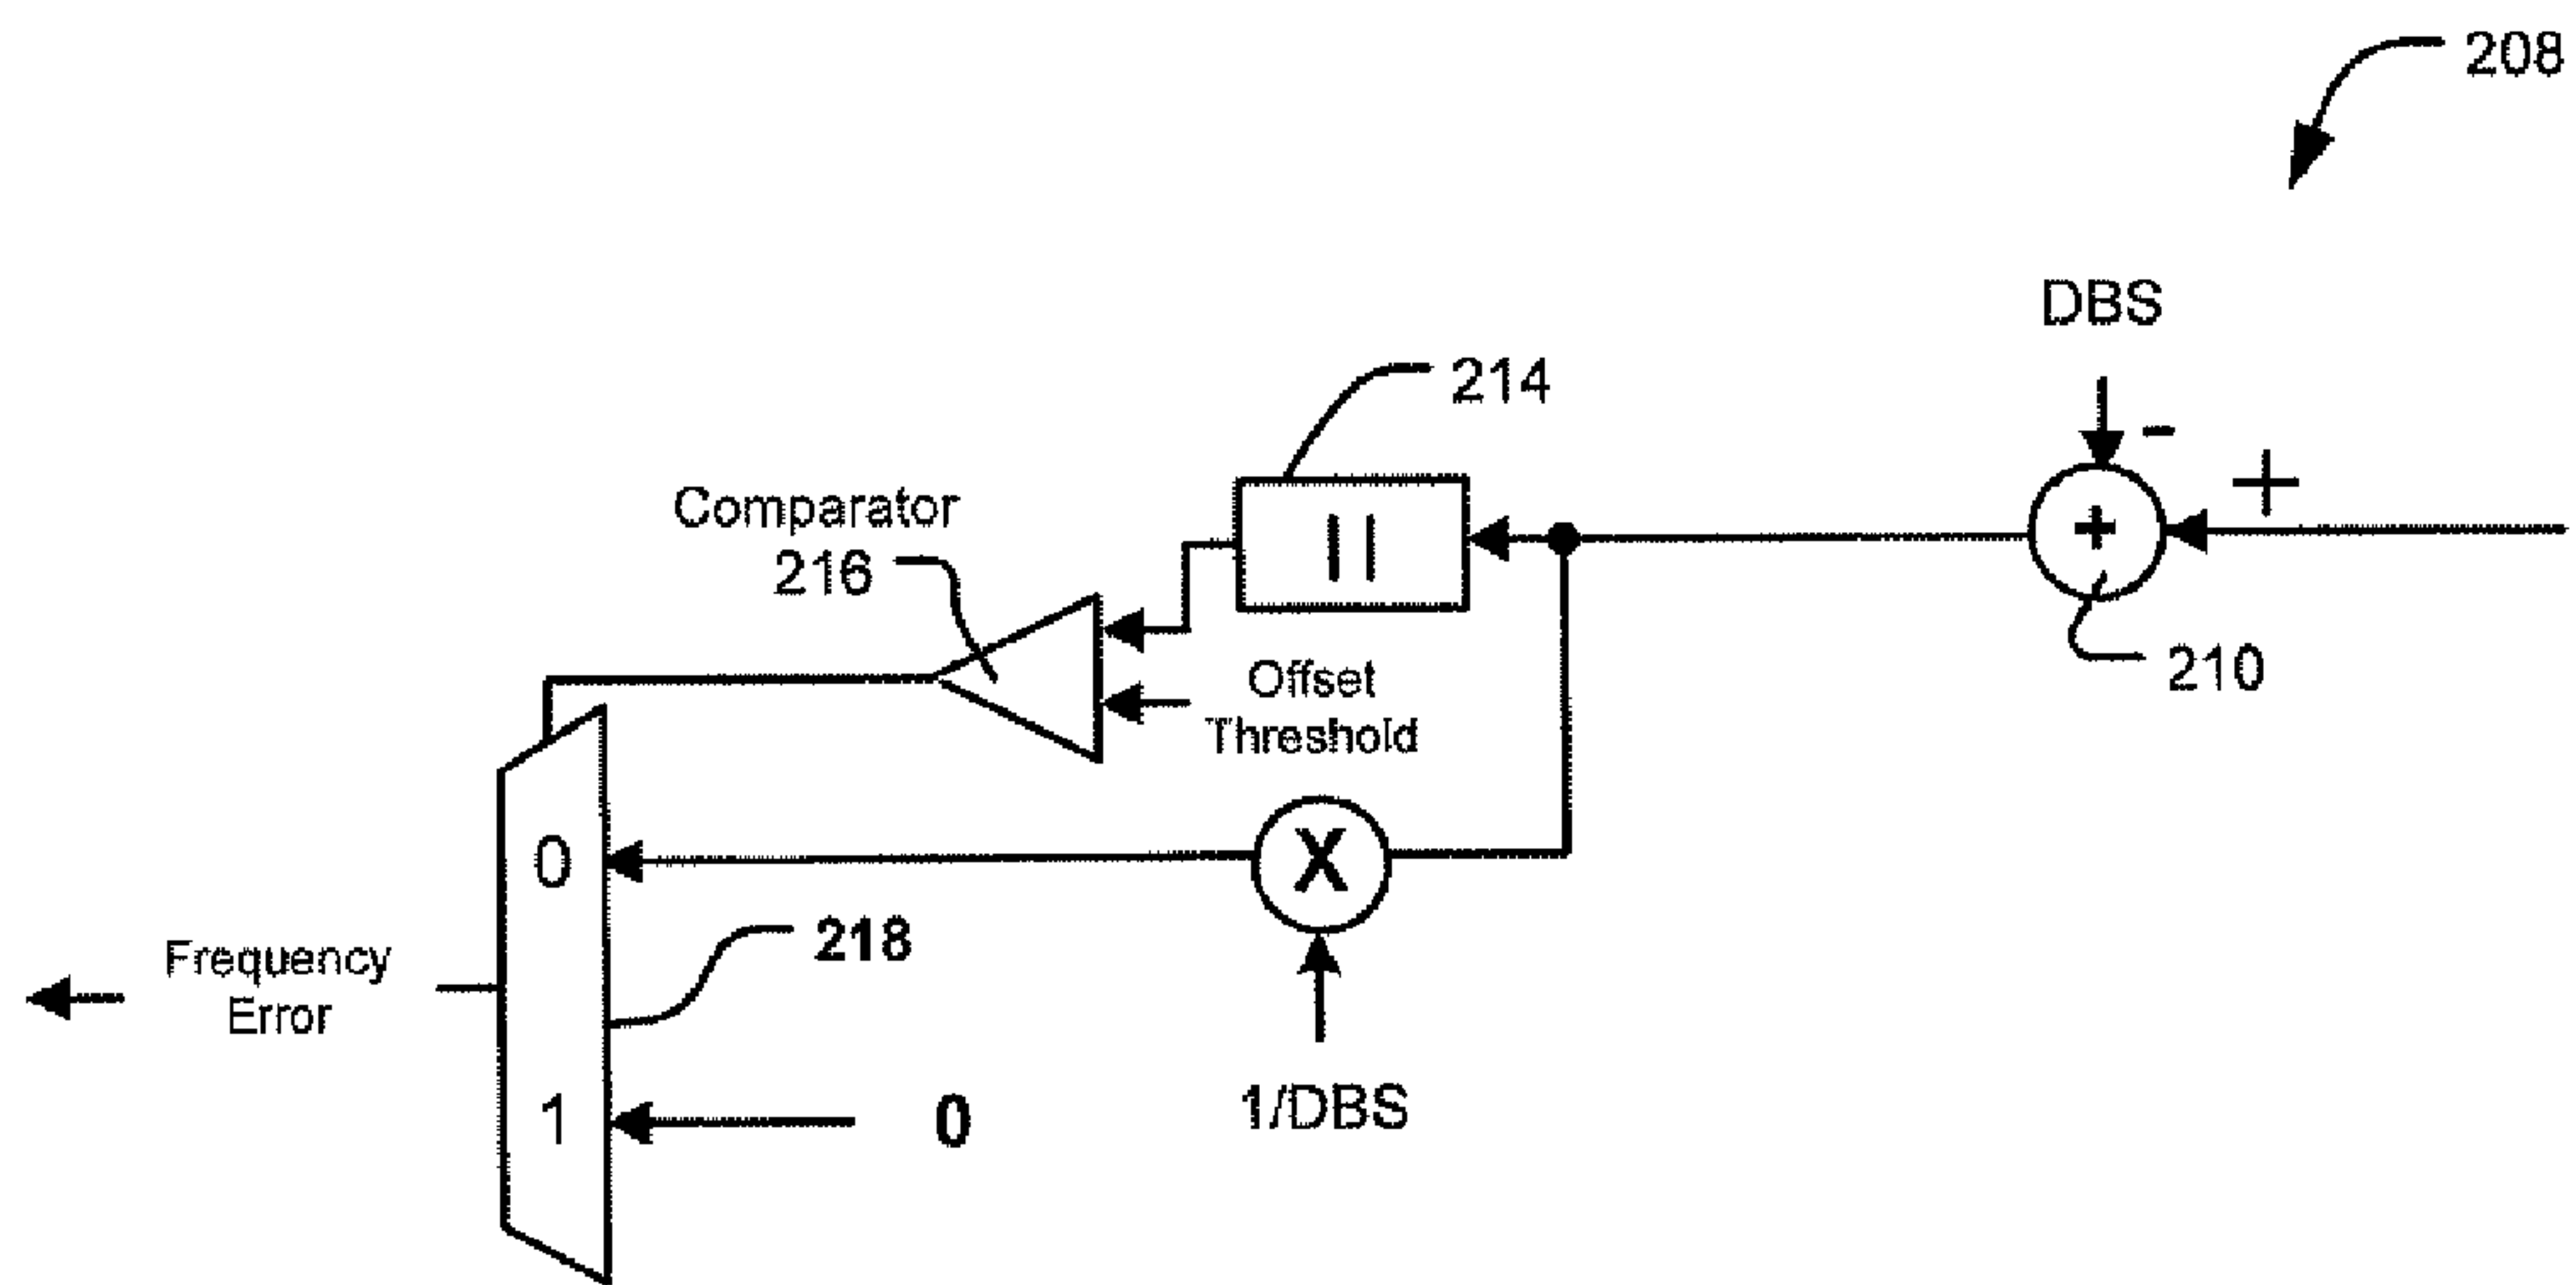 208
DBS
-
+
+
210
214
||
Comparator
216
Offset
Threshold
0
X
218
Frequency
Error
1/DBS
1
0